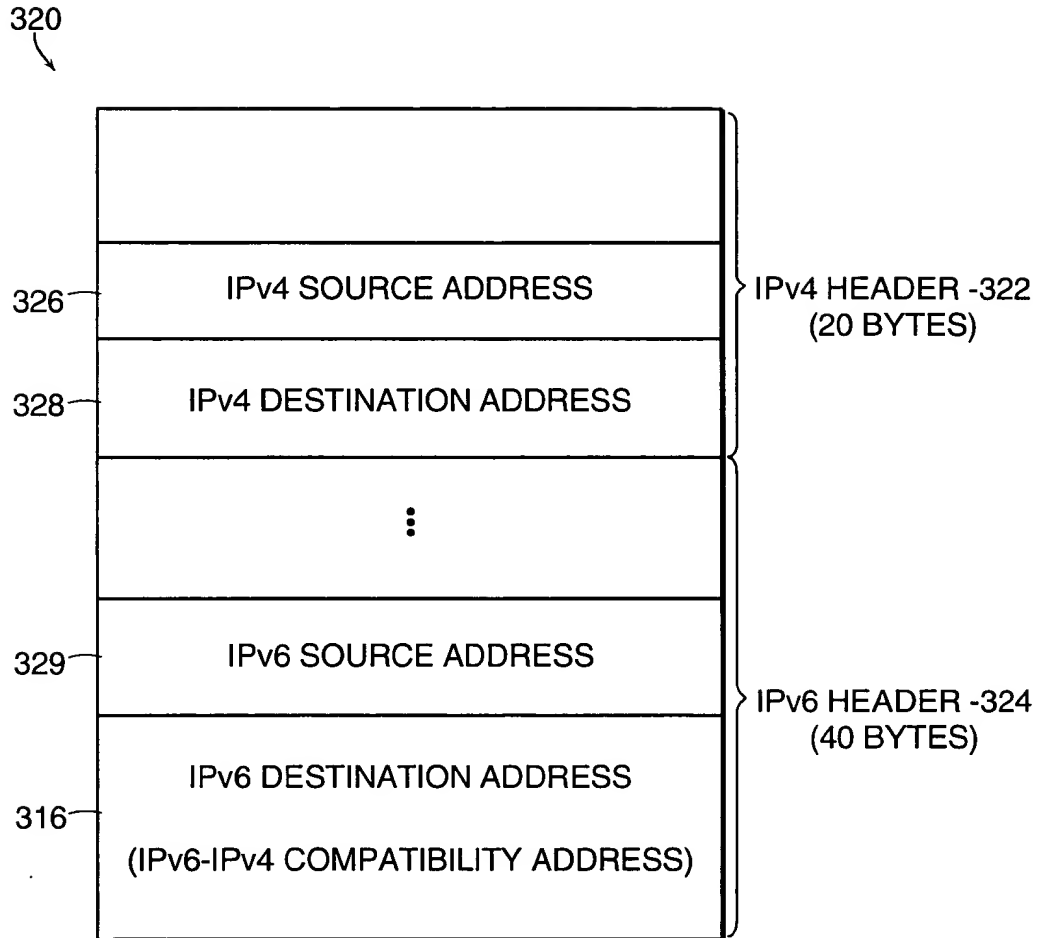 320
326
IPv4 SOURCE ADDRESS
IPv4 HEADER -322
(20 BYTES)
328
IPv4 DESTINATION ADDRESS
329
IPv6 SOURCE ADDRESS
IPv6 HEADER -324
(40 BYTES)
316
IPv6 DESTINATION ADDRESS
(IPv6-IPv4 COMPATIBILITY ADDRESS)